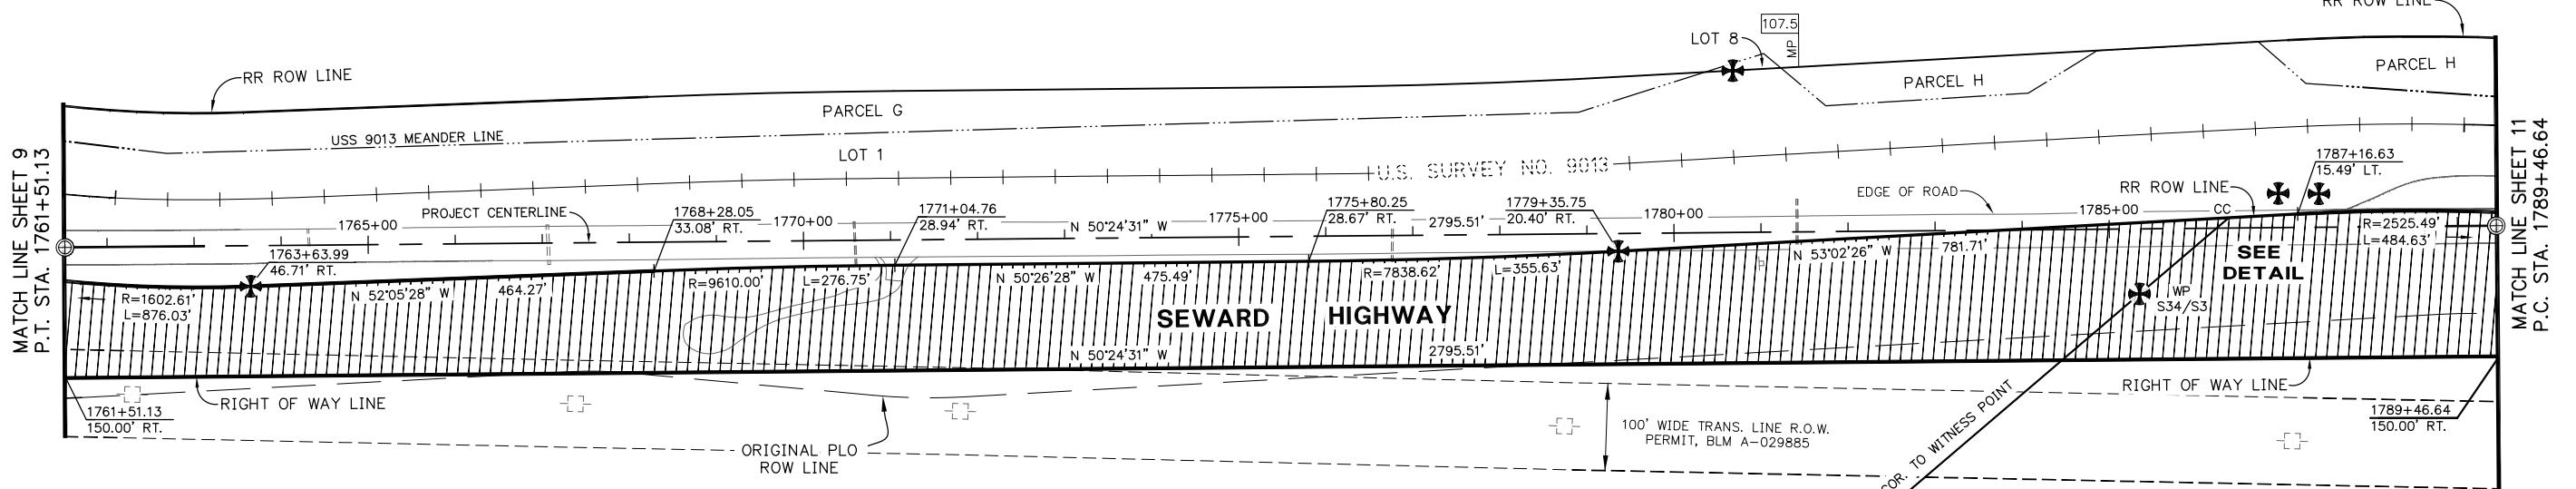 RR ROW LINE
107.5
MP
LOT 8
RR ROW LINE
PARCEL H
PARCEL H
PARCEL G
USS 9013 MEANDER LINE
LOT 1
U.S. SURVEY NO. 9013
MATCH LINE SHEET 9
P.T. STA. 1761+51.13
MATCH LINE SHEET 11
P.C. STA. 1789+46.64
1787+16.63
15.49' LT.
EDGE OF ROAD
RR ROW LINE
PROJECT CENTERLINE
1765+00
1768+28.05
33.08' RT.
1770+00
1771+04.76
28.94' RT.
N 50°24'31" W
1775+00
1775+80.25
28.67' RT.
2795.51'
1779+35.75
20.40' RT.
1780+00
1785+00
CC
1763+63.99
46.71' RT.
R=1602.61'
L=876.03'
N 52°05'28" W
464.27'
R=9610.00'
L=276.75'
N 50°26'28" W
475.49'
R=7838.62'
L=355.63'
P
N 53°02'26" W
781.71'
SEE
DETAIL
R=2525.49'
L=484.63'
WP
S34/S3
SEWARD HIGHWAY
N 50°24'31" W
2795.51'
RIGHT OF WAY LINE
RIGHT OF WAY LINE
1761+51.13
150.00' RT.
1789+46.64
150.00' RT.
ORIGINAL PLO
ROW LINE
100' WIDE TRANS. LINE R.O.W.
PERMIT, BLM A-029885
COR. TO WITNESS POINT